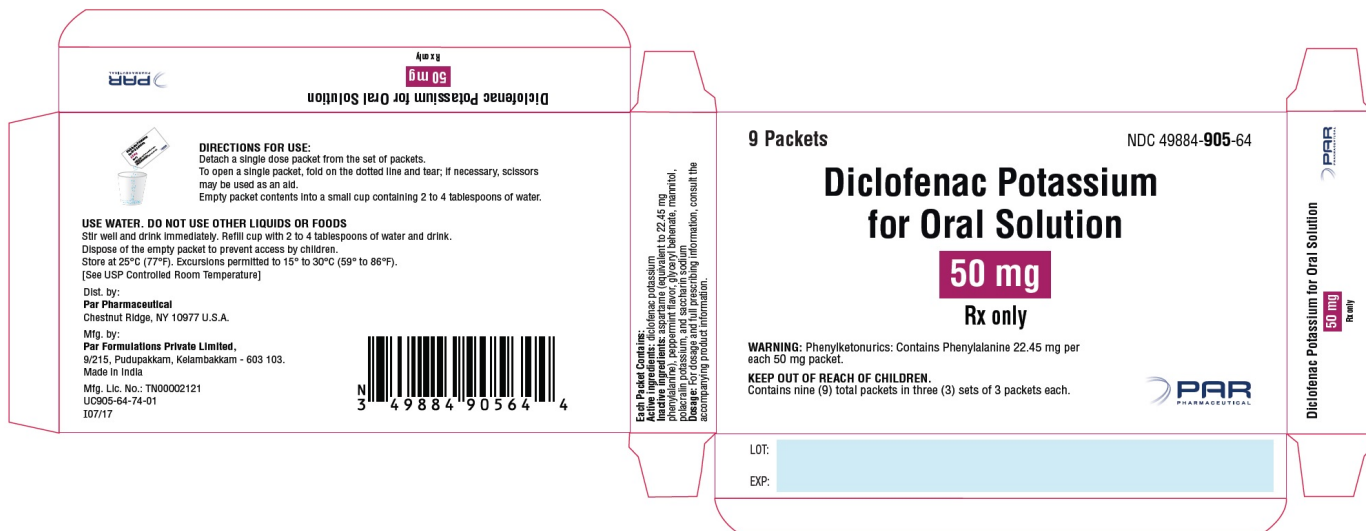 Diclofenac Potassium for Oral Solution
50 mg
Rx only
PAR
PHARMACEUTICAL
DIRECTIONS FOR USE:
Detach a single dose packet from the set of packets.
To open a single packet, fold on the dotted line and tear; if necessary, scissors
may be used as an aid.
Empty packet contents into a small cup containing 2 to 4 tablespoons of water.
USE WATER. DO NOT USE OTHER LIQUIDS OR FOODS
Stir well and drink immediately. Refill cup with 2 to 4 tablespoons of water and drink.
Dispose of the empty packet to prevent access by children.
Store at 25°C (77°F). Excursions permitted to 15° to 30°C (59° to 86°F).
[See USP Controlled Room Temperature]
Dist. by:
Par Pharmaceutical
Chestnut Ridge, NY 10977 U.S.A.
Mfg. by:
Par Formulations Private Limited,
9/215, Pudupakkam, Kelambakkam - 603 103.
Made in India
Mfg. Lic. No.: TN00002121
UC905-64-74-01
I07/17
N
3 49884 90564 4
Each Packet Contains:
Active ingredients: diclofenac potassium
Inactive ingredients: aspartame (equivalent to 22.45 mg
phenylalanine), peppermint flavor, glyceryl behenate, mannitol,
polacralin potassium, and saccharin sodium
Dosage: For dosage and full prescribing information, consult the
accompanying product information.
9 Packets
NDC 49884-905-64
Diclofenac Potassium
for Oral Solution
50 mg
Rx only
WARNING: Phenylketonurics: Contains Phenylalanine 22.45 mg per
each 50 mg packet.
KEEP OUT OF REACH OF CHILDREN.
Contains nine (9) total packets in three (3) sets of 3 packets each.
PAR
PHARMACEUTICAL
LOT:
EXP:
Diclofenac Potassium for Oral Solution
50 mg
Rx only
PAR
PHARMACEUTICAL